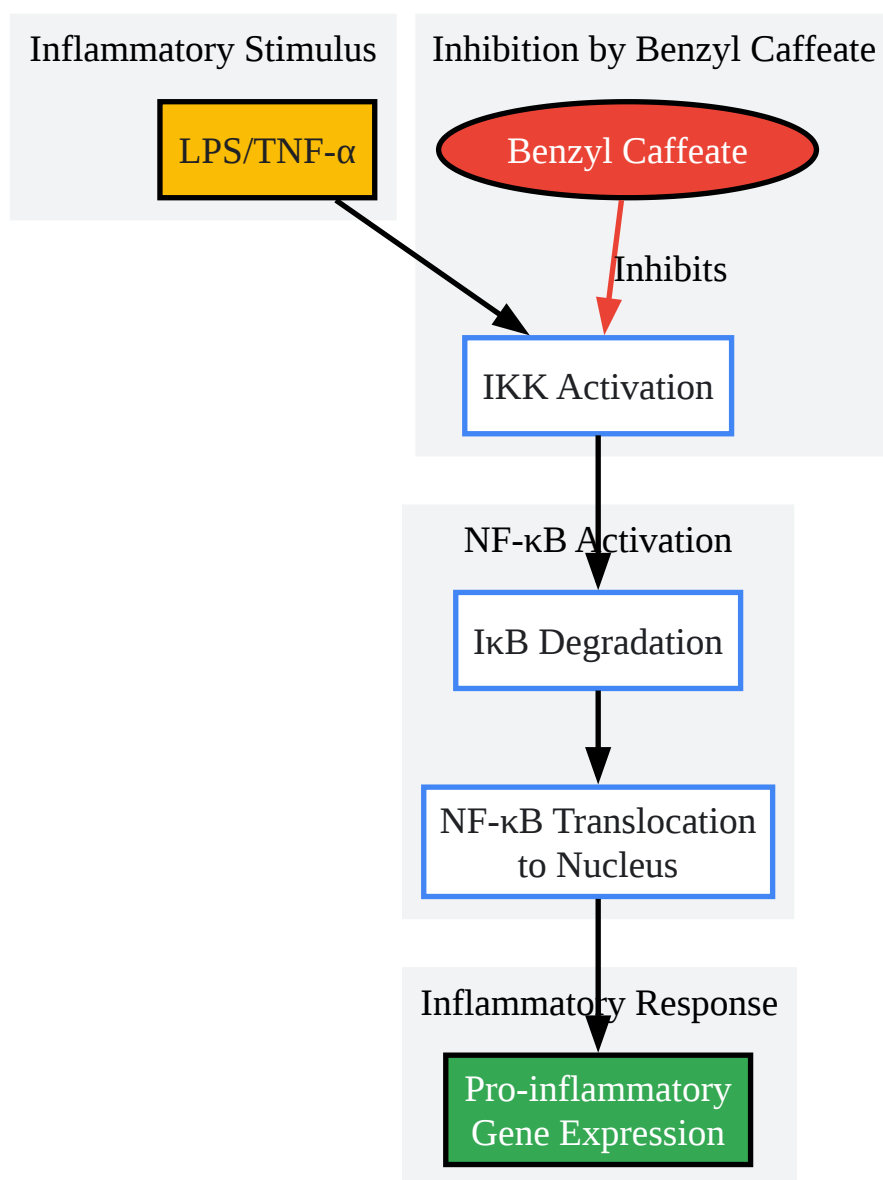 Inflammatory Stimulus
Inhibition by Benzyl Caffeate
LPS/TNF-α
Benzyl Caffeate
Inhibits
IKK Activation
NF-κB Activation
IκB Degradation
NF-κB Translocation
to Nucleus
Inflammatory Response
Pro-inflammatory
Gene Expression